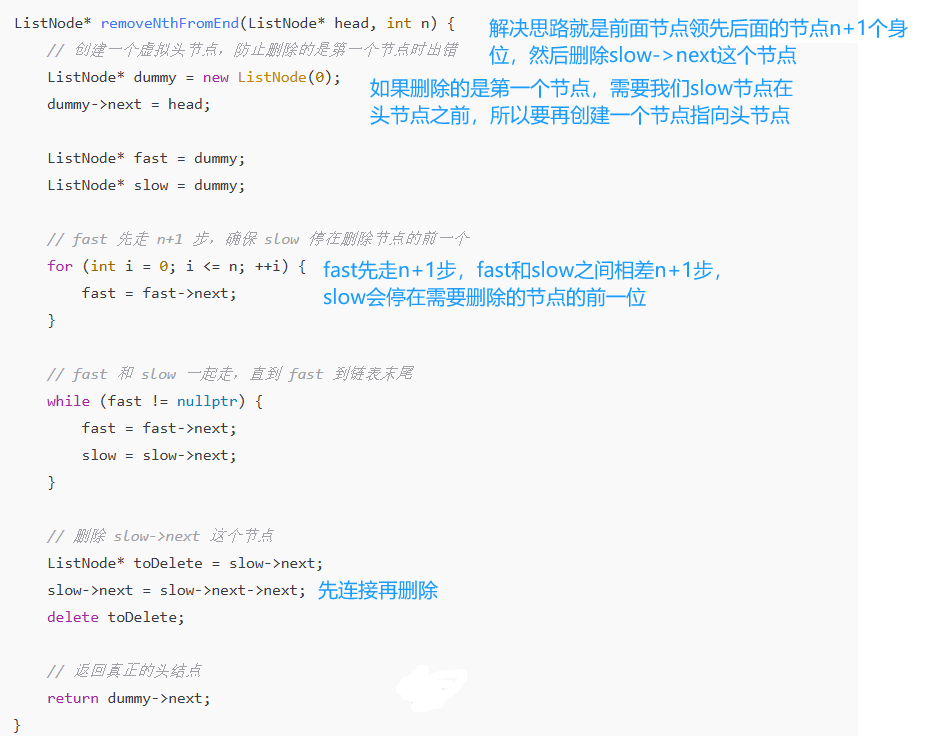 ListNode* removeNthFromEnd(ListNode* head, int n) {
解决思路就是前面节点领先后面的节点n+1个身
位，然后删除slow->next这个节点
// 创建一个虚拟头节点，防止删除的是第一个节点时出错
ListNode* dummy = new ListNode(0);
dummy->next = head;
如果删除的是第一个节点，需要我们slow节点在
头节点之前，所以要再创建一个节点指向头节点
ListNode* fast = dummy;
ListNode* slow = dummy;
// fast 先走 n+1 步，确保 slow 停在删除节点的前一个
for (int i = 0; i <= n; ++i) {
fast = fast->next;
}
fast先走n+1步，fast和slow之间相差n+1步，
slow会停在需要删除的节点的前一位
// fast 和 slow 一起走，直到 fast 到链表末尾
while (fast != nullptr) {
fast = fast->next;
slow = slow->next;
}
// 删除 slow->next 这个节点
ListNode* toDelete = slow->next;
slow->next = slow->next->next; 先连接再删除
delete toDelete;
// 返回真正的头结点
return dummy->next;
}